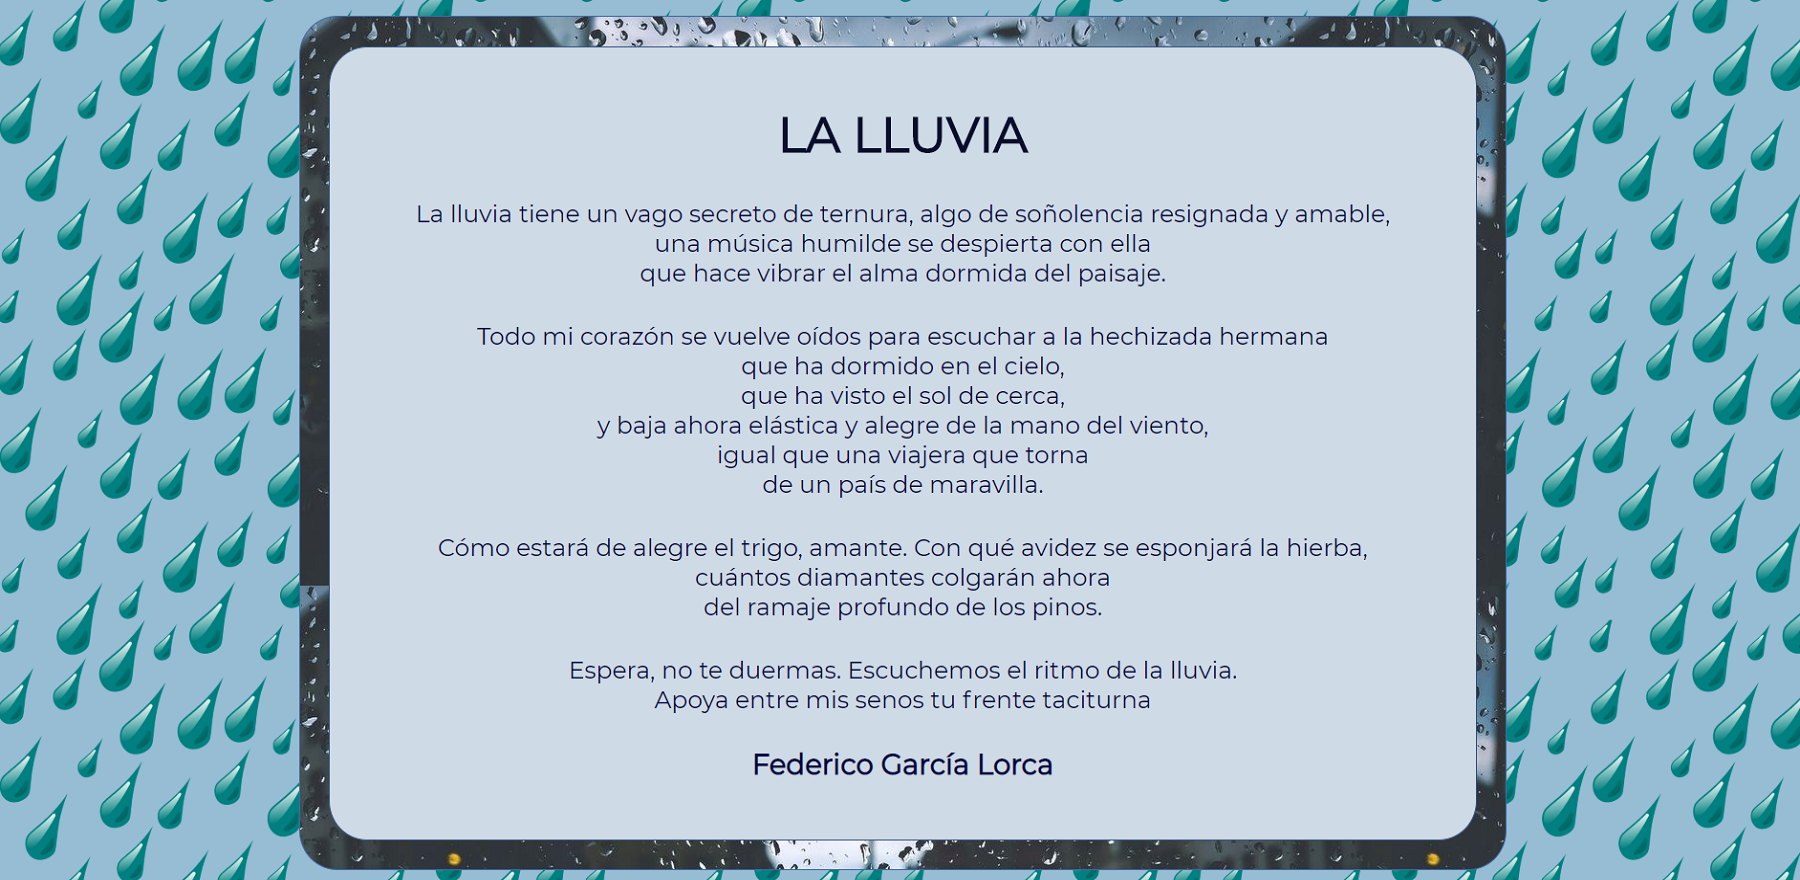 LA LLUVIA
La lluvia tiene un vago secreto de ternura, algo de soñolencia resignada y amable,
una música humilde se despierta con ella
que hace vibrar el alma dormida del paisaje.
Todo mi corazón se vuelve oídos para escuchar a la hechizada hermana
que ha dormido en el cielo,
que ha visto el sol de cerca,
y baja ahora elástica y alegre de la mano del viento,
igual que una viajera que torna
de un país de maravilla.
Cómo estará de alegre el trigo, amante. Con qué avidez se esponjará la hierba,
cuántos diamantes colgarán ahora
del ramaje profundo de los pinos.
Espera, no te duermas. Escuchemos el ritmo de la lluvia.
Apoya entre mis senos tu frente taciturna
Federico García Lorca